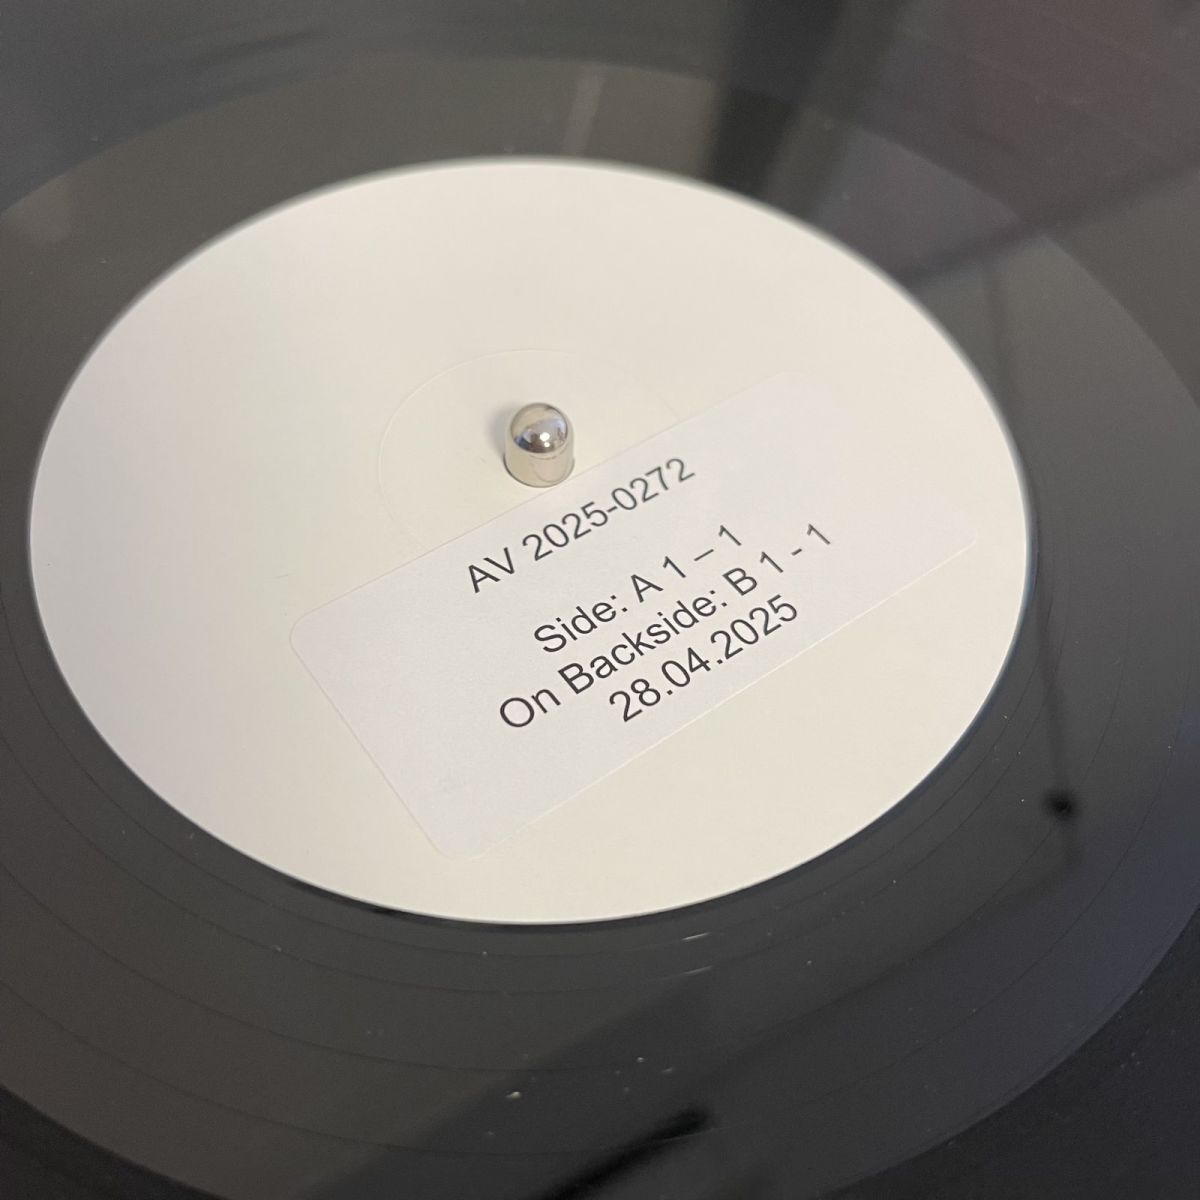 AV 2025-0272
Side: A 1 – 1
On Backside: B 1 - 1
28.04.2025